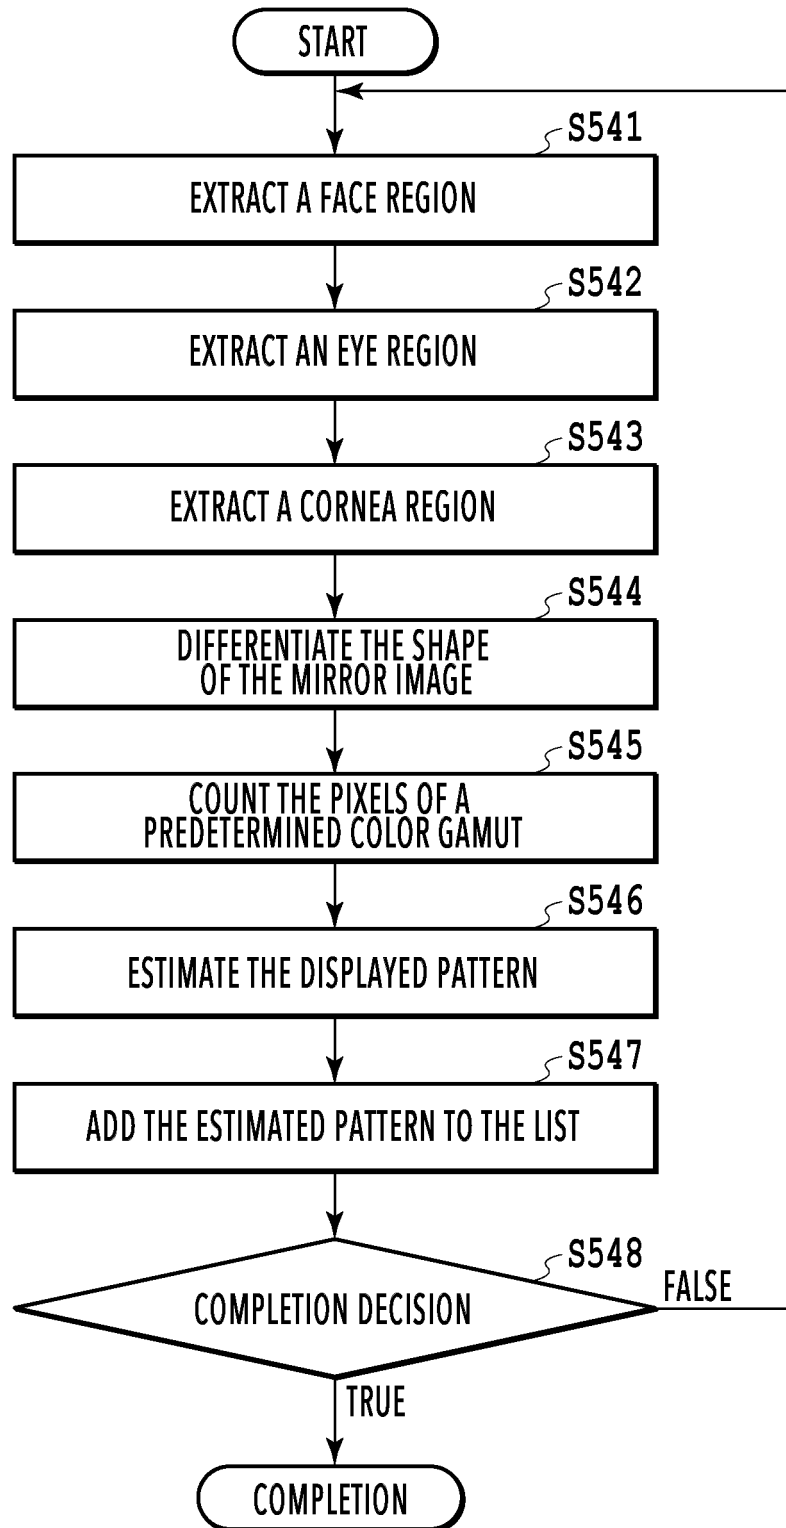 START
S541
EXTRACT A FACE REGION
S542
EXTRACT AN EYE REGION
S543
EXTRACT A CORNEA REGION
S544
DIFFERENTIATE THE SHAPE
OF THE MIRROR IMAGE
S545
COUNT THE PIXELS OF A
PREDETERMINED COLOR GAMUT
S546
ESTIMATE THE DISPLAYED PATTERN
S547
ADD THE ESTIMATED PATTERN TO THE LIST
S548
COMPLETION DECISION
FALSE
TRUE
COMPLETION